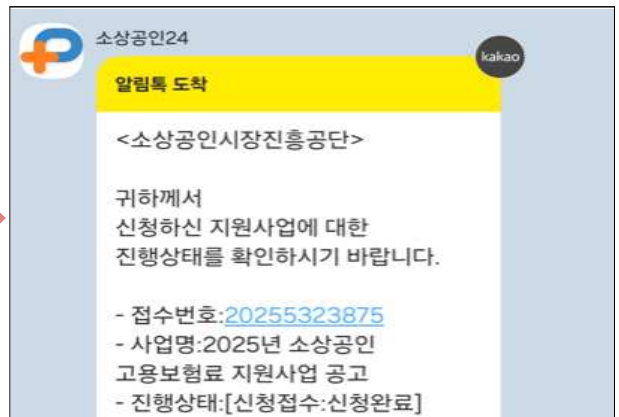 소상공인24
kakao
알림톡 도착
<소상공인시장진흥공단>
귀하께서
신청하신 지원사업에 대한
진행상태를 확인하시기 바랍니다.
- 접수번호:20255323875
- 사업명:2025년 소상공인
고용보험료 지원사업 공고
- 진행상태:[신청접수:신청완료]